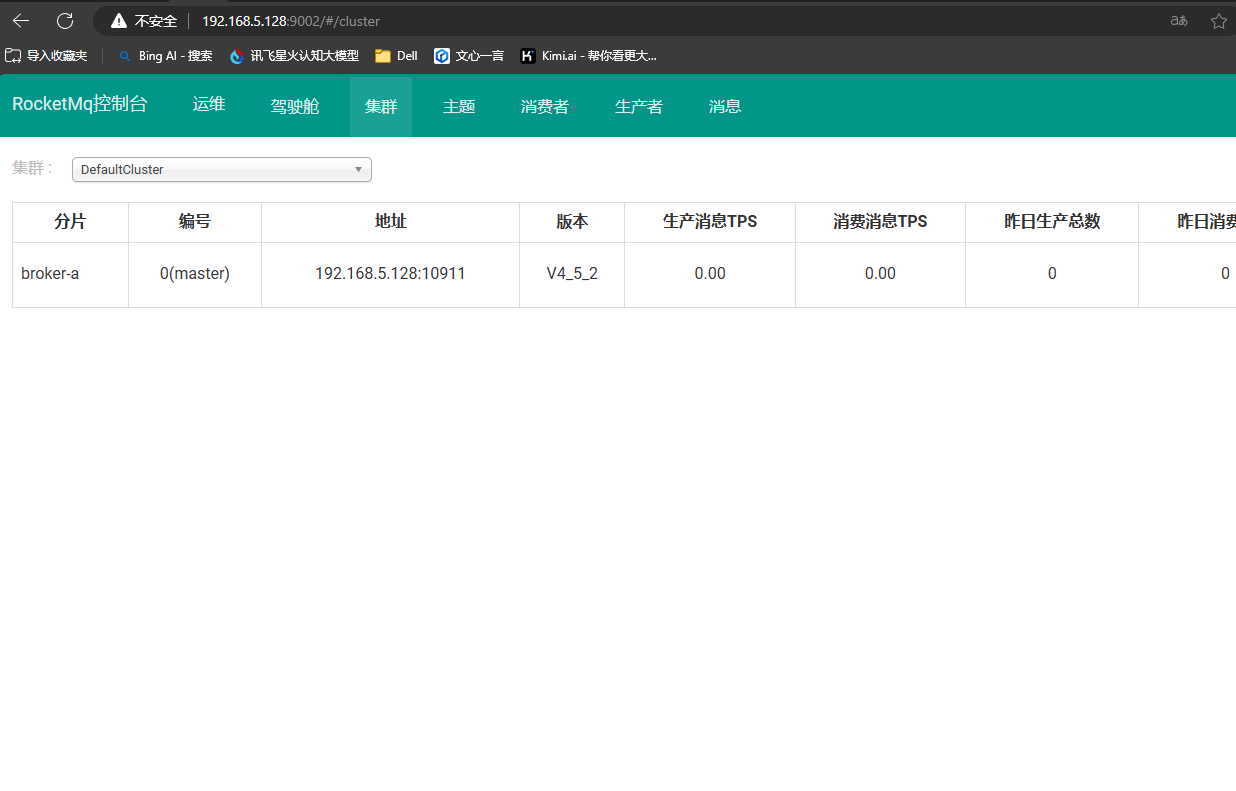 不安全 192.168.5.128:9002/#/cluster aあ
导入收藏夹 Bing AI - 搜索 讯飞星火认知大模型 Dell 文心一言 Kimi.ai - 帮你看更大...
RocketMq控制台 运维 驾驶舱 集群 主题 消费者 生产者 消息
集群 : DefaultCluster
分片 编号 地址 版本 生产消息TPS 消费消息TPS 昨日生产总数 昨日消费
broker-a 0(master) 192.168.5.128:10911 V4_5_2 0.00 0.00 0 0